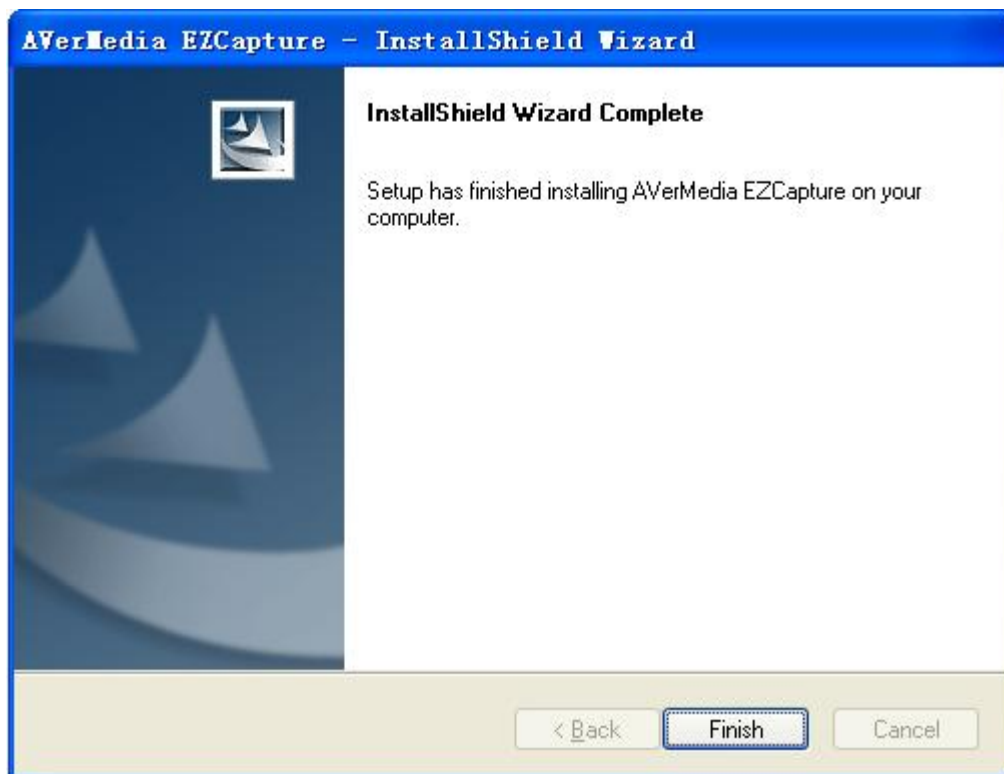 AVerMedia EZCapture - InstallShield Wizard
InstallShield Wizard Complete
Setup has finished installing AVerMedia EZCapture on your
computer.
< Back
Finish
Cancel